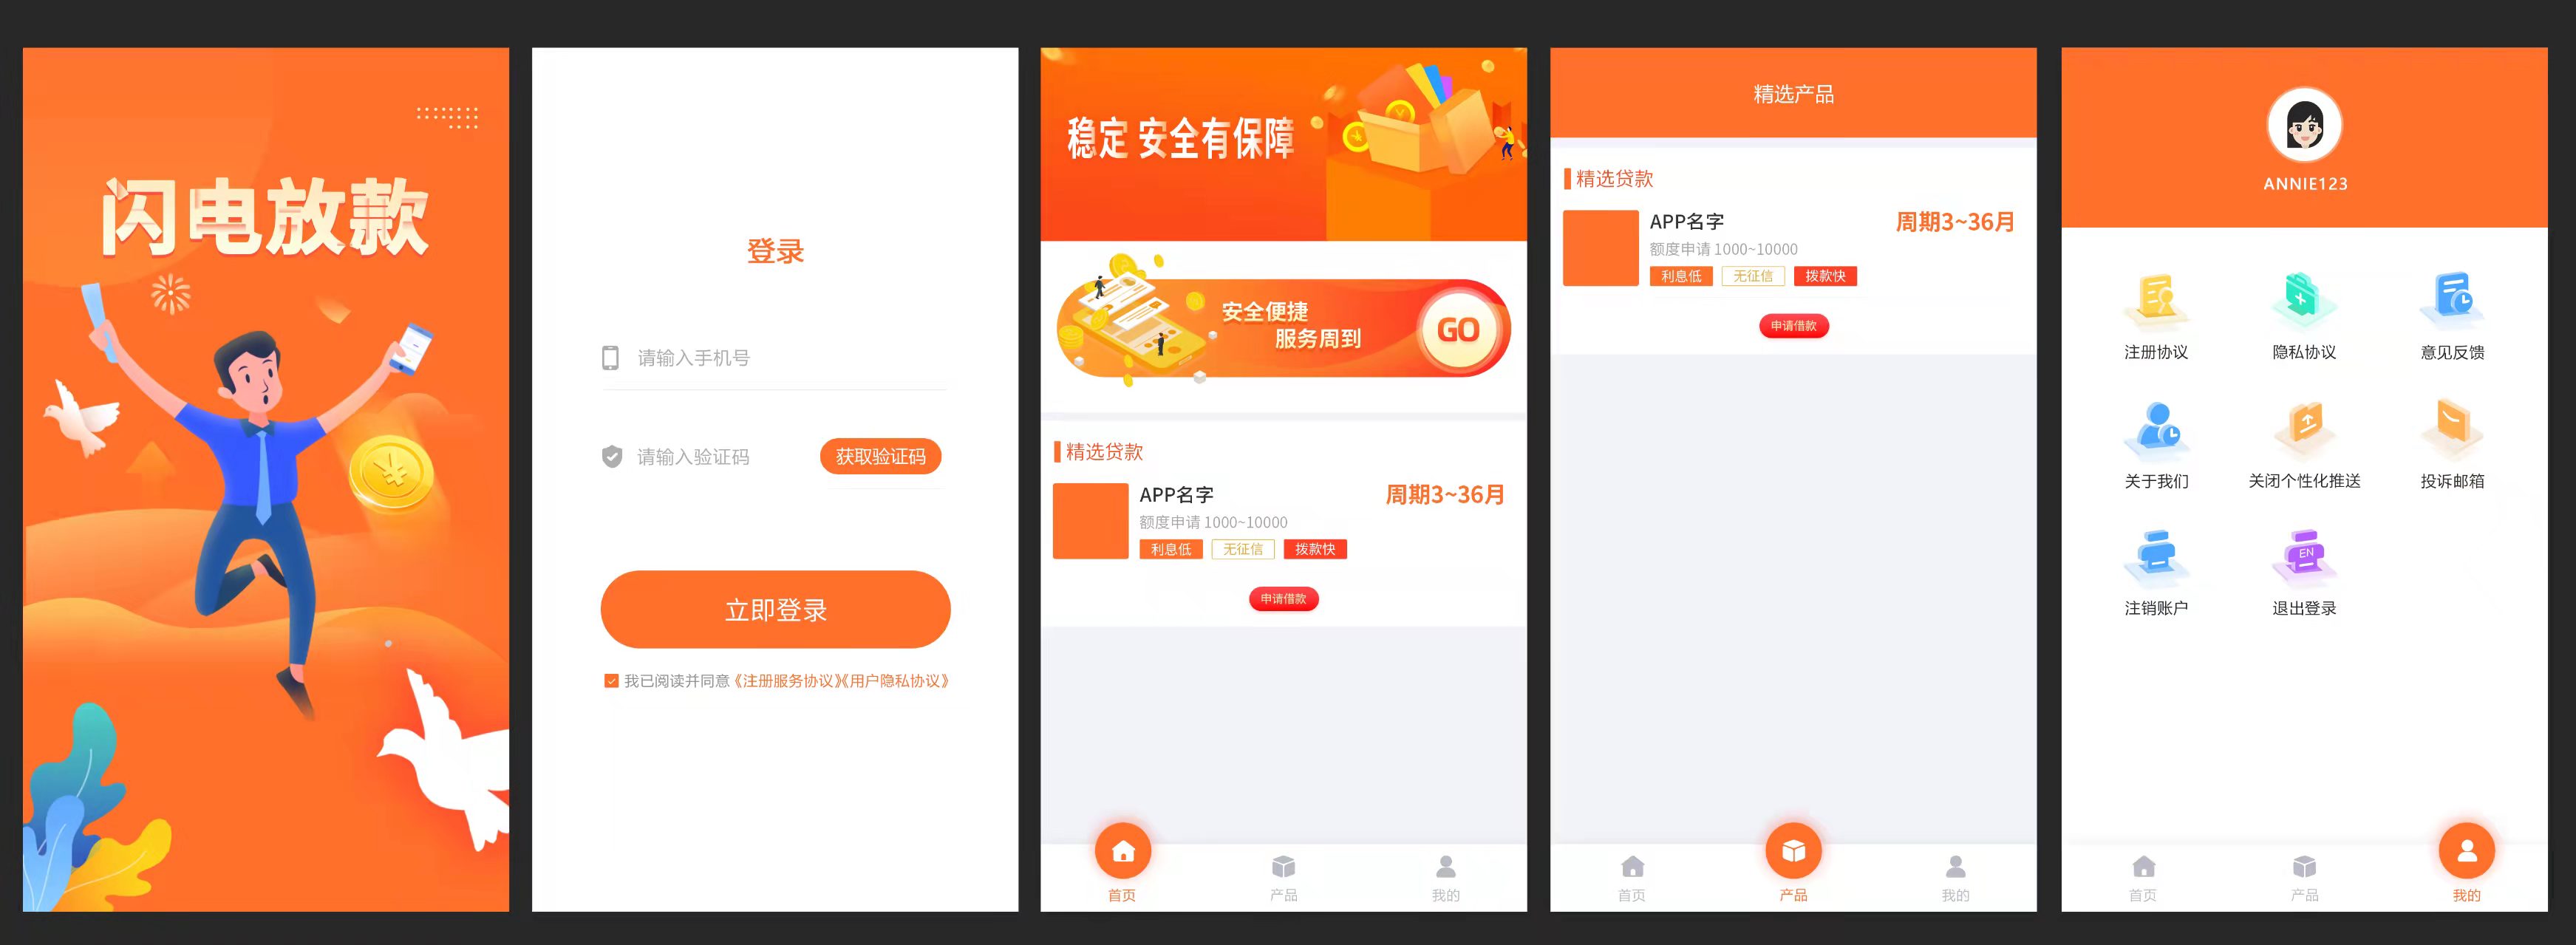 闪电放款
登录
请输入手机号
请输入验证码
获取验证码
立即登录
我已阅读并同意《注册服务协议》《用户隐私协议》
稳定 安全有保障
安全便捷
服务周到
GO
精选贷款
APP名字
周期3~36月
额度申请 1000~10000
利息低
无征信
拨款快
申请借款
首页
产品
我的
精选产品
精选贷款
APP名字
周期3~36月
额度申请 1000~10000
利息低
无征信
拨款快
申请借款
首页
产品
我的
ANNIE123
注册协议
隐私协议
意见反馈
关于我们
关闭个性化推送
投诉邮箱
EN
注销账户
退出登录
首页
产品
我的